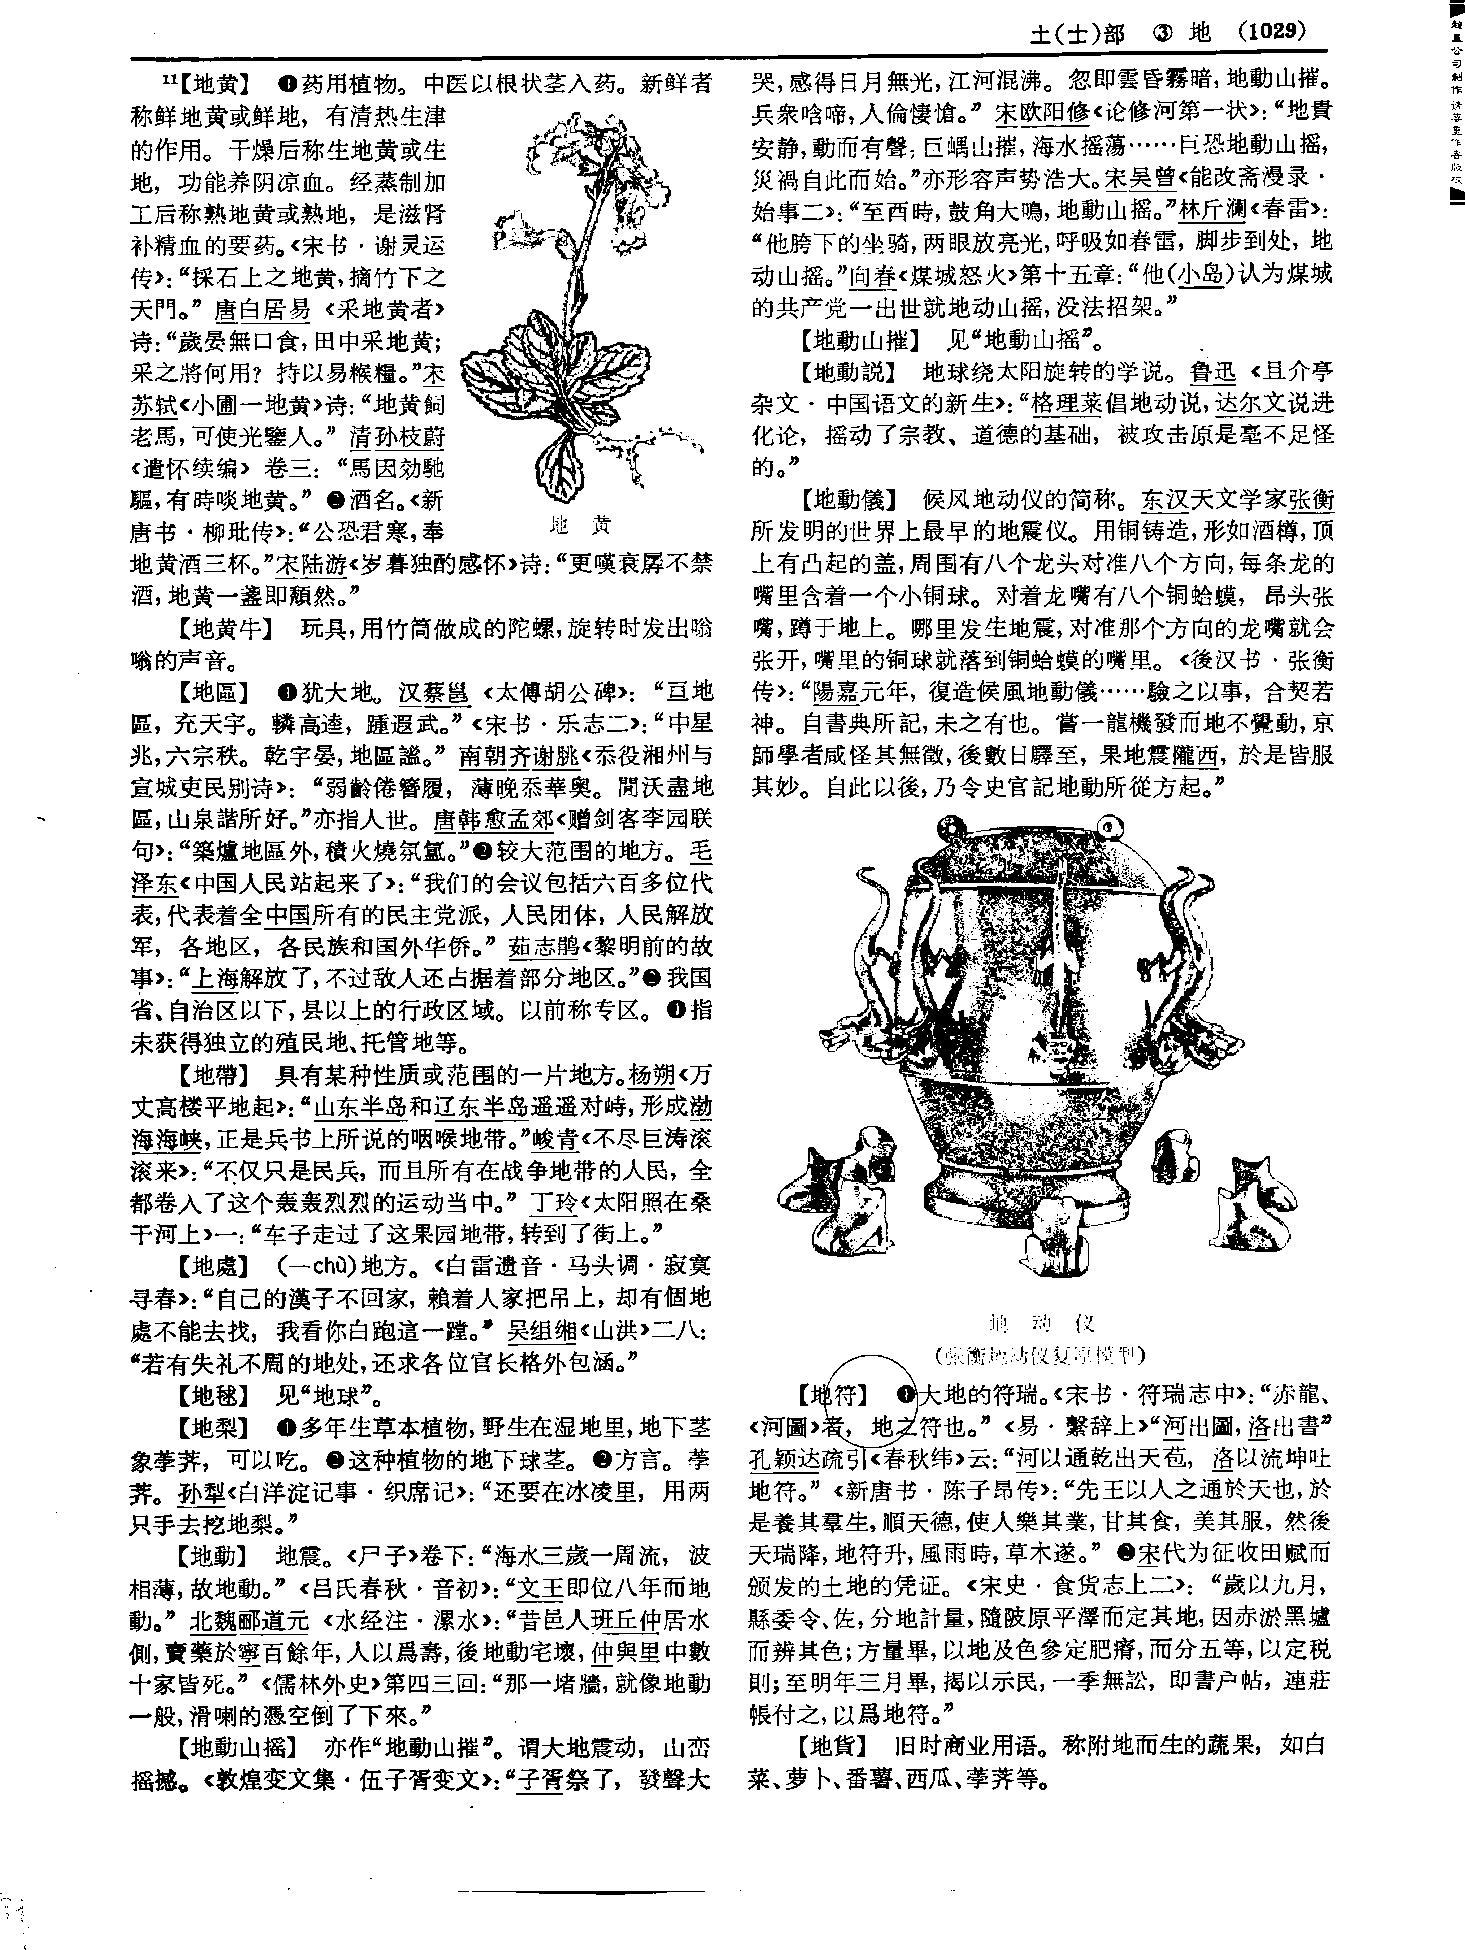 土(士)部 ③ 地 (1029)
11【地黄】 ❶药用植物。中医以根状茎入药。新鲜者
称鲜地黄或鲜地，有清热生津
的作用。干燥后称生地黄或生
地，功能养阴凉血。经蒸制加
工后称熟地黄或熟地，是滋肾
补精血的要药。《宋书·谢灵运
传》：“採石上之地黄，摘竹下之
天門。”唐白居易《采地黄者》
诗：“歲晏無口食，田中采地黄；
采之將何用？持以易糇糧。”宋
苏轼《小圃一地黄》诗：“地黄飼
老馬，可使光鑒人。”清孙枝蔚
《遣怀续编》卷三：“馬因効馳
驅，有時啖地黄。”❷酒名。《新
唐书·柳玭传》：“公恐君寒，奉
地黄酒三杯。”宋陆游《岁暮独酌感怀》诗：“更嘆衰孱不禁
酒，地黄一盞即頹然。”
地 黄
【地黄牛】 玩具，用竹筒做成的陀螺，旋转时发出嗡
嗡的声音。
【地區】 ❶犹大地。汉蔡邕《太傅胡公碑》：“亘地
區，充天宇。轔高逵，踵遐武。”《宋书·乐志二》：“中星
兆，六宗秩。乾宇晏，地區謐。”南朝齐谢朓《忝役湘州与
宣城吏民别诗》：“弱齡倦簪履，薄晚忝華奥。閒沃盡地
區，山泉諧所好。”亦指人世。唐韩愈孟郊《赠剑客李园联
句》：“築爐地區外，積火燒氛氳。”❷较大范围的地方。毛
泽东《中国人民站起来了》：“我们的会议包括六百多位代
表，代表着全中国所有的民主党派，人民团体，人民解放
军，各地区，各民族和国外华侨。”茹志鹃《黎明前的故
事》：“上海解放了，不过敌人还占据着部分地区。”❸我国
省、自治区以下，县以上的行政区域。以前称专区。❹指
未获得独立的殖民地、托管地等。
【地帶】 具有某种性质或范围的一片地方。杨朔《万
丈高楼平地起》：“山东半岛和辽东半岛遥遥对峙，形成渤
海海峡，正是兵书上所说的咽喉地带。”峻青《不尽巨涛滚
滚来》：“不仅只是民兵，而且所有在战争地带的人民，全
都卷入了这个轰轰烈烈的运动当中。”丁玲《太阳照在桑
干河上》一：“车子走过了这果园地带，转到了街上。”
【地處】 (－chù)地方。《白雪遗音·马头调·寂寞
寻春》：“自己的漢子不回家，賴着人家把吊上，却有個地
處不能去找，我看你白跑這一蹚。”吴组缃《山洪》二八：
“若有失礼不周的地处，还求各位官长格外包涵。”
【地毬】 见“地球”。
【地梨】 ❶多年生草本植物，野生在湿地里，地下茎
象荸荠，可以吃。❷这种植物的地下球茎。❸方言。荸
荠。孙犁《白洋淀记事·织席记》：“还要在冰凌里，用两
只手去挖地梨。”
【地動】 地震。《尸子》卷下：“海水三歲一周流，波
相薄，故地動。”《吕氏春秋·音初》：“文王即位八年而地
動。”北魏郦道元《水经注·漯水》：“昔邑人班丘仲居水
側，賣藥於寧百餘年，人以爲壽，後地動宅壞，仲與里中數
十家皆死。”《儒林外史》第四三回：“那一堵牆，就像地動
一般，滑喇的憑空倒了下來。”
【地動山摇】 亦作“地動山摧”。谓大地震动，山峦
摇撼。《敦煌变文集·伍子胥变文》：“子胥祭了，發聲大
哭，感得日月無光，江河混沸。忽即雲昏霧暗，地動山摧。
兵衆唅啼，人倫悽愴。”宋欧阳修《论修河第一状》：“地貴
安静，動而有聲；巨嵎山摧，海水摇蕩……巨恐地動山摇，
災禍自此而始。”亦形容声势浩大。宋吴曾《能改斋漫录·
始事二》：“至酉時，鼓角大鳴，地動山摇。”林斤澜《春雷》：
“他胯下的坐骑，两眼放亮光，呼吸如春雷，脚步到处，地
动山摇。”向春《煤城怒火》第十五章：“他(小岛)认为煤城
的共产党一出世就地动山摇，没法招架。”
【地動山摧】 见“地動山摇”。
【地動説】 地球绕太阳旋转的学说。鲁迅《且介亭
杂文·中国语文的新生》：“格理莱倡地动说，达尔文说进
化论，摇动了宗教、道德的基础，被攻击原是毫不足怪
的。”
【地動儀】 候风地动仪的简称。东汉天文学家张衡
所发明的世界上最早的地震仪。用铜铸造，形如酒樽，顶
上有凸起的盖，周围有八个龙头对准八个方向，每条龙的
嘴里含着一个小铜球。对着龙嘴有八个铜蛤蟆，昂头张
嘴，蹲于地上。哪里发生地震，对准那个方向的龙嘴就会
张开，嘴里的铜球就落到铜蛤蟆的嘴里。《後汉书·张衡
传》：“陽嘉元年，復造候風地動儀……驗之以事，合契若
神。自書典所記，未之有也。嘗一龍機發而地不覺動，京
師學者咸怪其無徵，後數日驛至，果地震隴西，於是皆服
其妙。自此以後，乃令史官記地動所從方起。”
地 动 仪
(张衡地动仪复原模型)
【地符】 ❶大地的符瑞。《宋书·符瑞志中》：“赤龍、
《河圖》者，地之符也。”《易·繫辞上》“河出圖，洛出書”
孔颖达疏引《春秋纬》云：“河以通乾出天苞，洛以流坤吐
地符。”《新唐书·陈子昂传》：“先王以人之通於天也，於
是養其羣生，順天德，使人樂其業，甘其食，美其服，然後
天瑞降，地符升，風雨時，草木遂。”❷宋代为征收田赋而
颁发的土地的凭证。《宋史·食货志上二》：“歲以九月，
縣委令、佐，分地計量，隨陂原平澤而定其地，因赤淤黑壚
而辨其色；方量畢，以地及色參定肥瘠，而分五等，以定税
則；至明年三月畢，揭以示民，一季無訟，即書户帖，連莊
帳付之，以爲地符。”
【地貨】 旧时商业用语。称附地而生的蔬果，如白
菜、萝卜、番薯、西瓜、荸荠等。